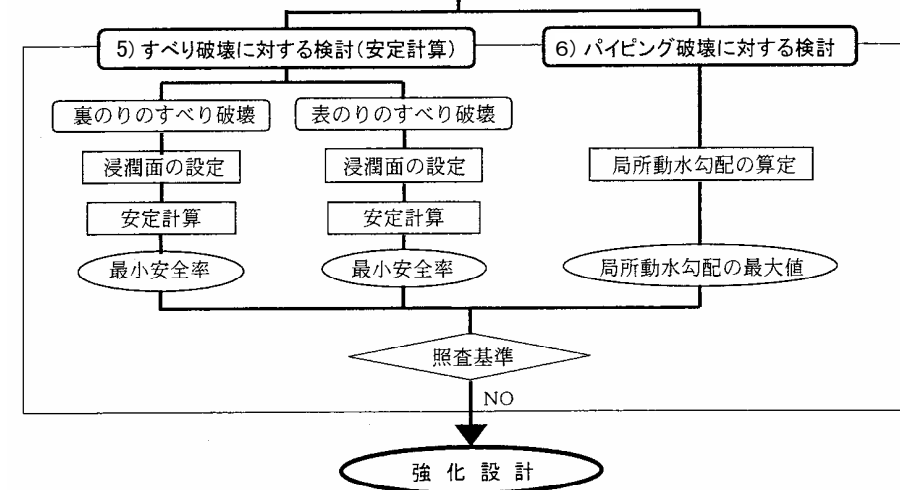 5) すべり破壊に対する検討(安定計算)
6) パイピング破壊に対する検討
裏のりのすべり破壊
表のりのすべり破壊
浸潤面の設定
浸潤面の設定
局所動水勾配の算定
安定計算
安定計算
最小安全率
最小安全率
局所動水勾配の最大値
照査基準
NO
強化設計